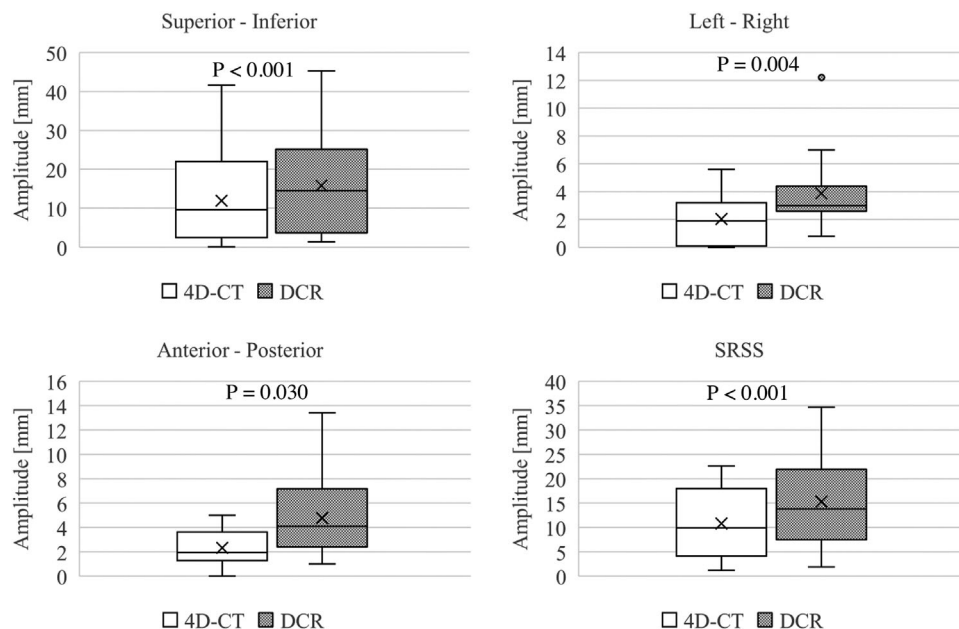 Superior - Inferior
P < 0.001
Amplitude [mm]
50
40
30
20
10
0
4D-CT DCR
Left - Right
P = 0.004
Amplitude [mm]
14
12
10
8
6
4
2
0
4D-CT DCR
Anterior - Posterior
P = 0.030
Amplitude [mm]
16
14
12
10
8
6
4
2
0
4D-CT DCR
SRSS
P < 0.001
Amplitude [mm]
40
35
30
25
20
15
10
5
0
4D-CT DCR